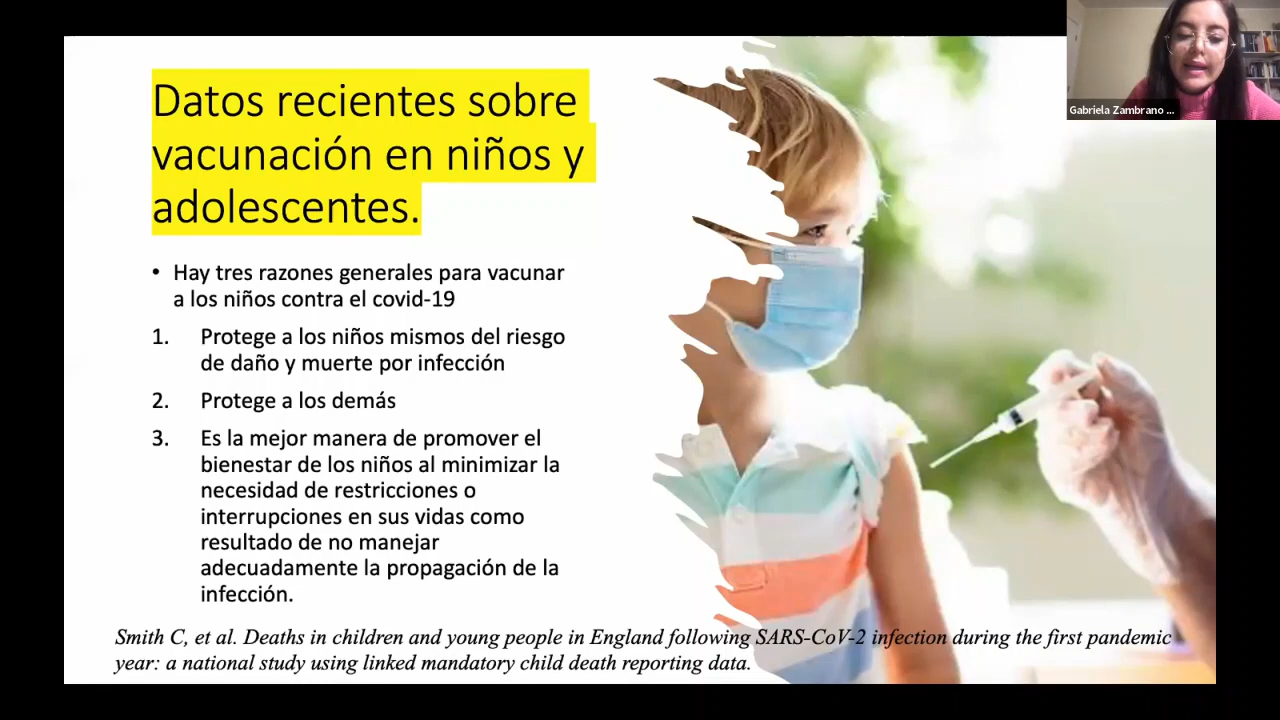 Datos recientes sobre
vacunación en niños y
adolescentes.
• Hay tres razones generales para vacunar
a los niños contra el covid-19
1. Protege a los niños mismos del riesgo
de daño y muerte por infección
2. Protege a los demás
3. Es la mejor manera de promover el
bienestar de los niños al minimizar la
necesidad de restricciones o
interrupciones en sus vidas como
resultado de no manejar
adecuadamente la propagación de la
infección.
Smith C, et al. Deaths in children and young people in England following SARS-CoV-2 infection during the first pandemic
year: a national study using linked mandatory child death reporting data.
Gabriela Zambrano ...